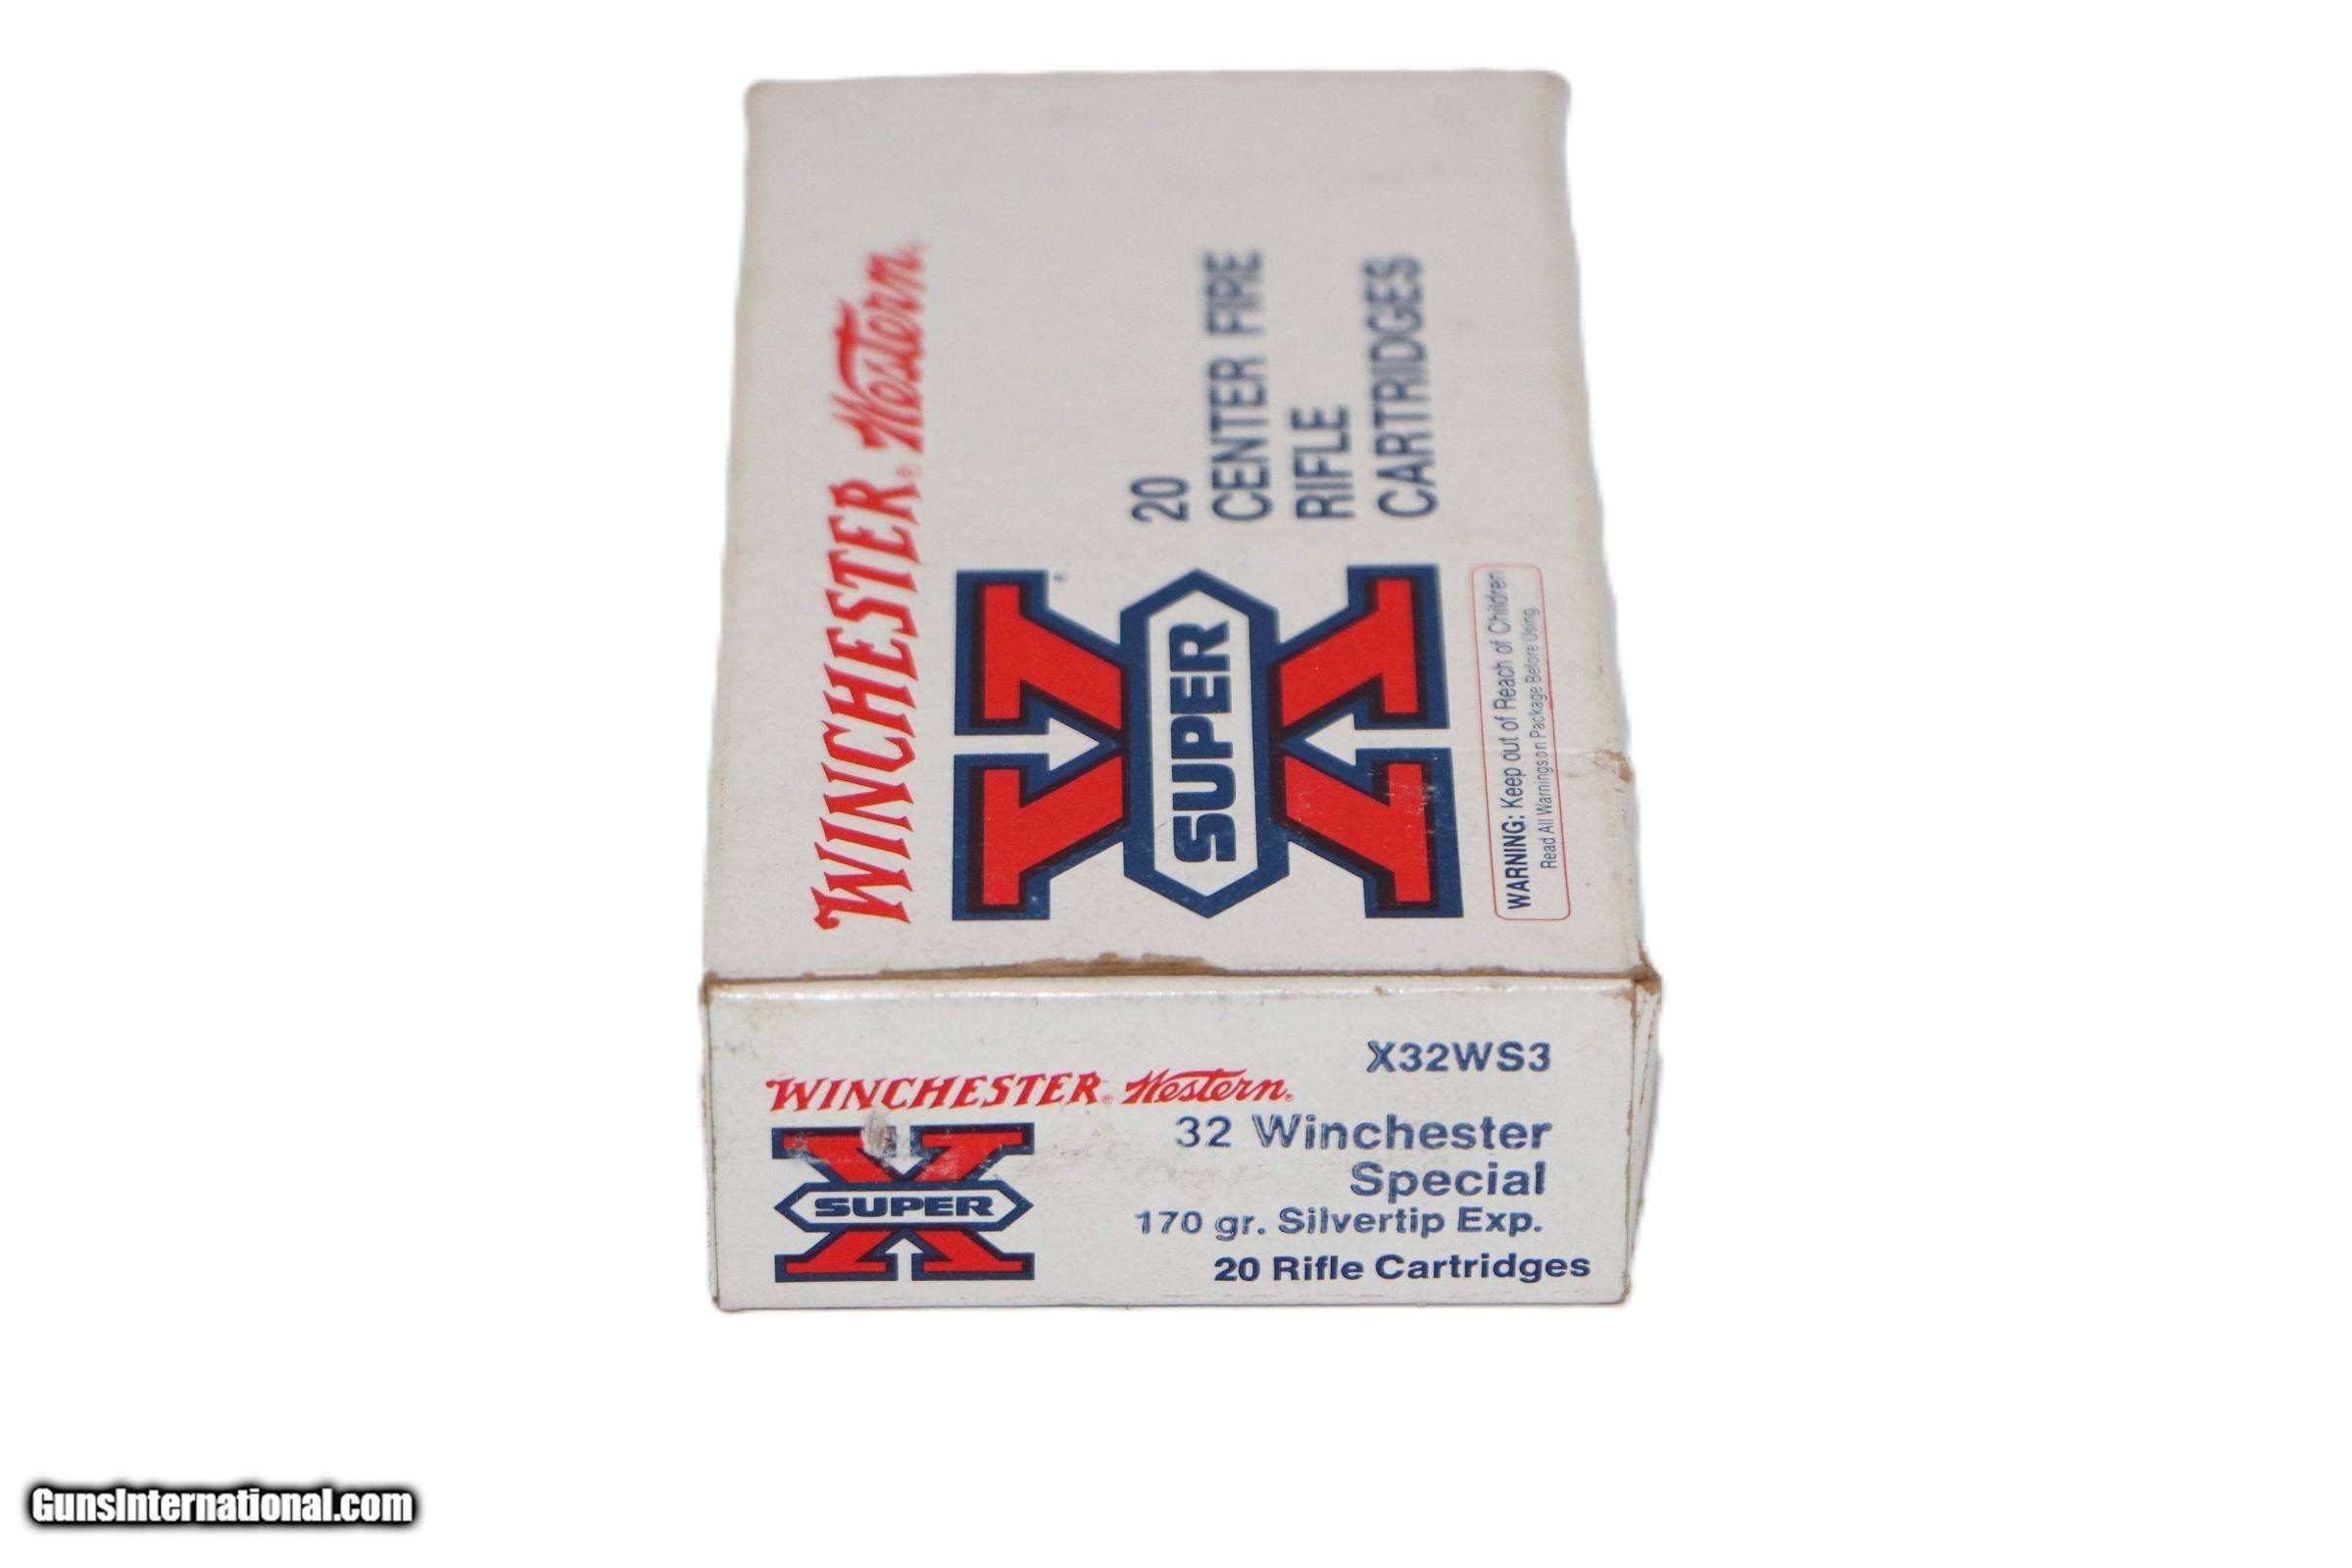 WINCHESTER® Western®
20
CENTER FIRE
RIFLE
CARTRIDGES
SUPER
WARNING: Keep out of Reach of Children
Read All Warnings on Package Before Using.
X32WS3
WINCHESTER® Western®
32 Winchester
Special
X
SUPER
170 gr. Silvertip Exp.
20 Rifle Cartridges
GunsInternational.com